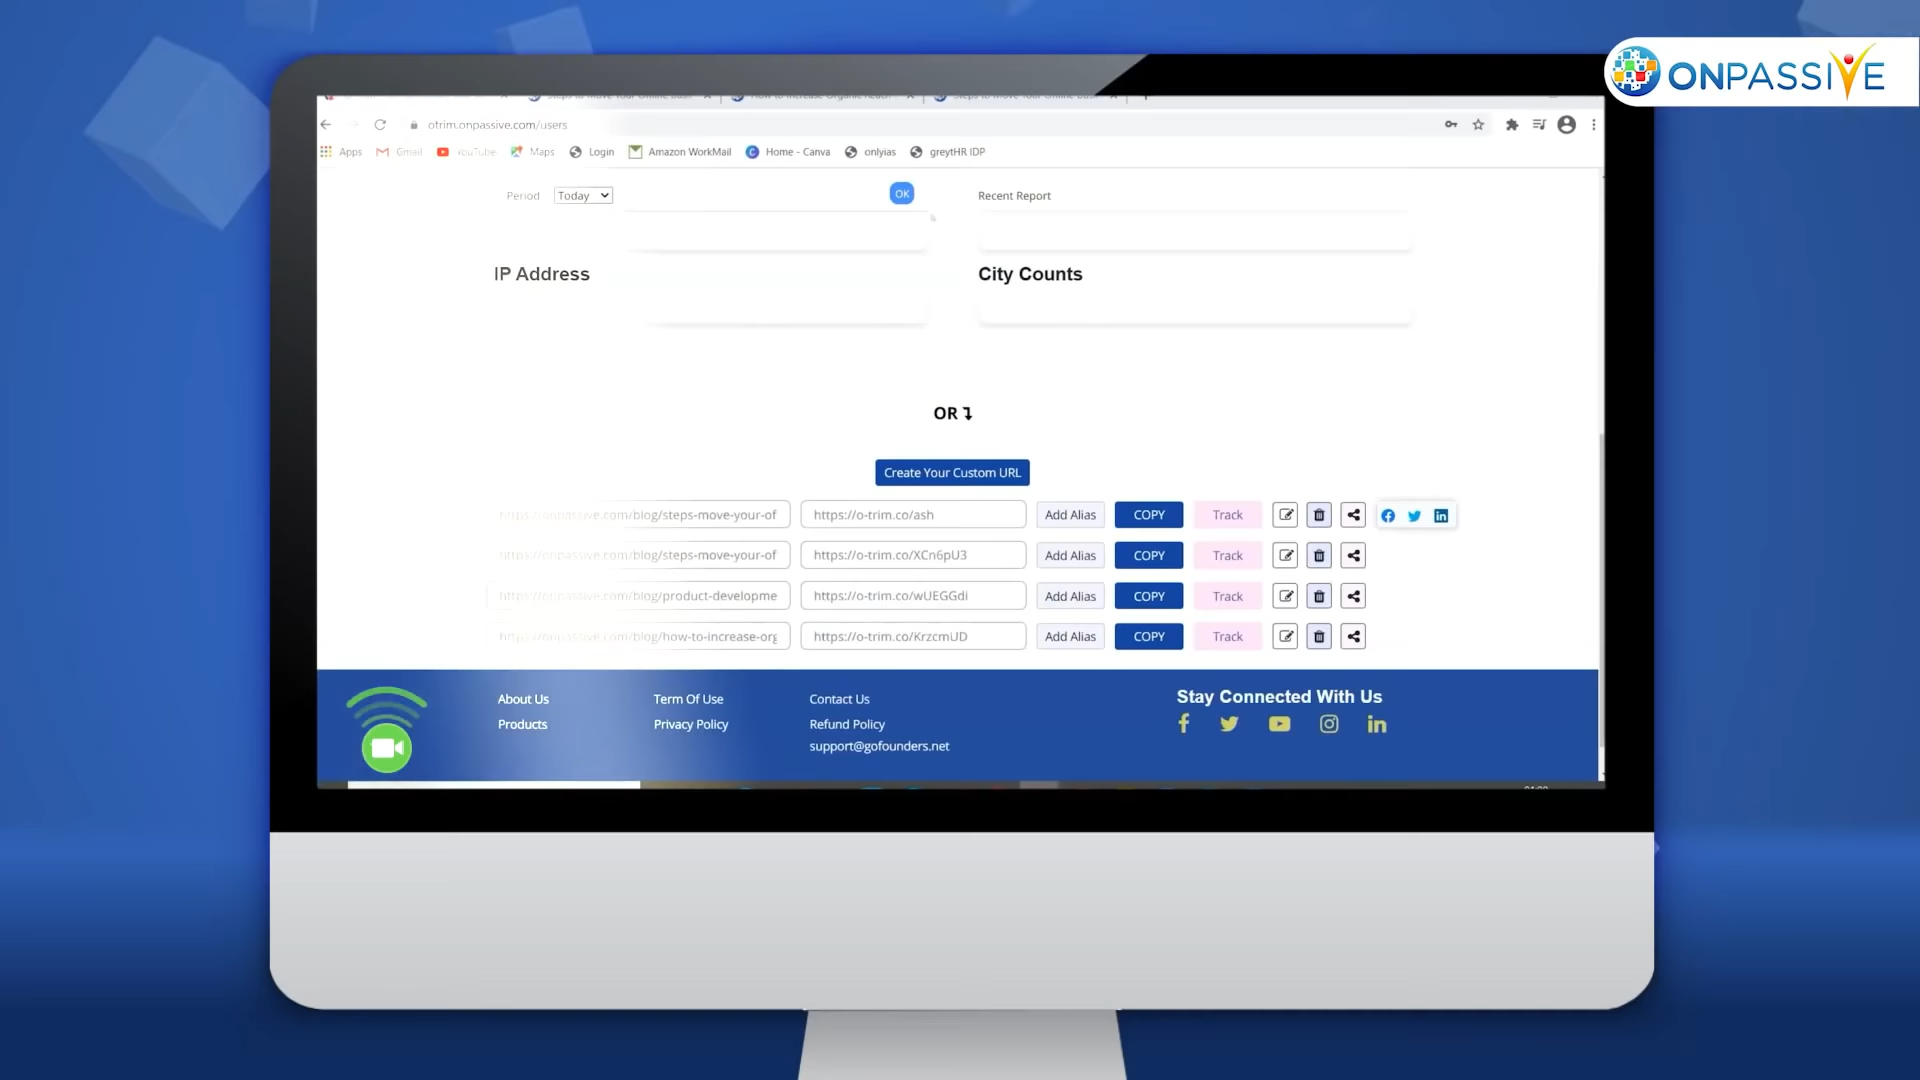 ONPASSIVE
otrim.onpassive.com/users
Apps Gmail YouTube Maps Login Amazon WorkMail Home - Canva onlyias greytHR IDP
Period Today OK Recent Report
IP Address City Counts
OR
Create Your Custom URL
https://onpassive.com/blog/steps-move-your-of https://o-trim.co/ash Add Alias COPY Track
https://onpassive.com/blog/steps-move-your-of https://o-trim.co/XCn6pU3 Add Alias COPY Track
https://onpassive.com/blog/product-developme https://o-trim.co/wUEGGdi Add Alias COPY Track
https://onpassive.com/blog/how-to-increase-org https://o-trim.co/KrzcmUD Add Alias COPY Track
About Us Term Of Use Contact Us Stay Connected With Us
Products Privacy Policy Refund Policy
support@gofounders.net